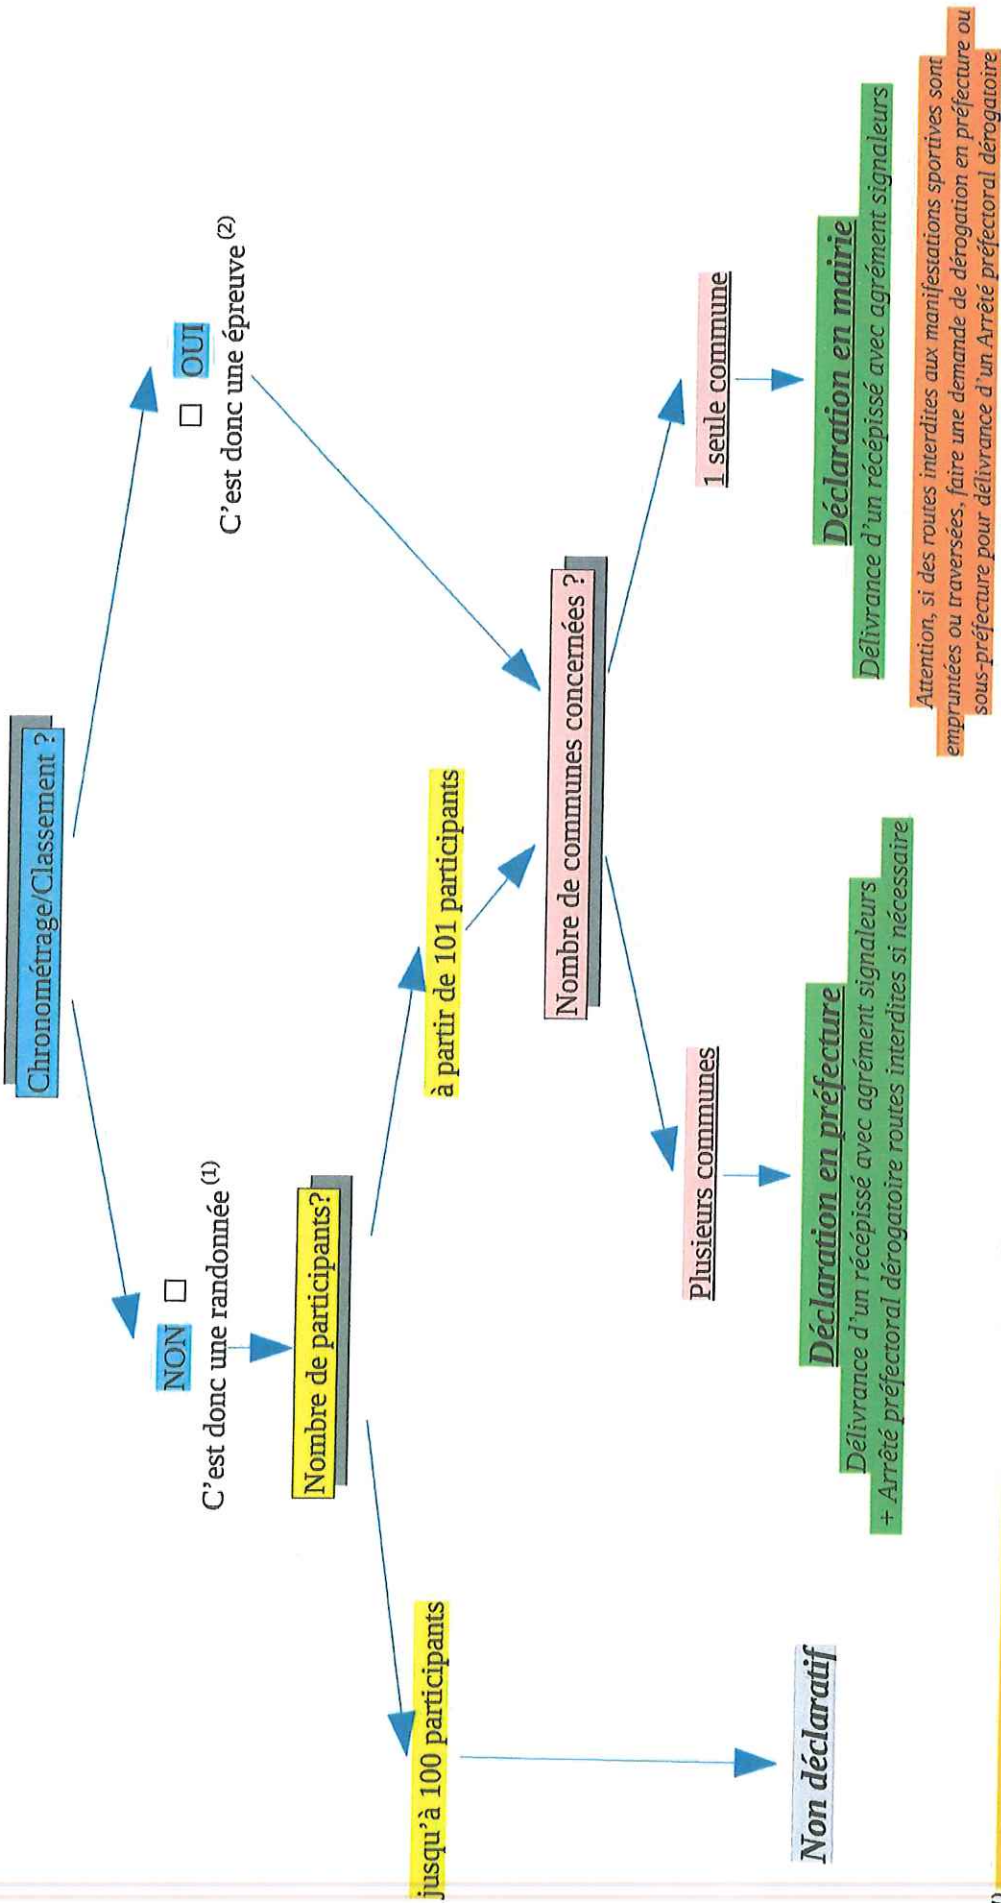 Chronométrage/Classement ?
NON □
C'est donc une randonnée (1)
□ OUI
C'est donc une épreuve (2)
Nombre de participants?
jusqu'à 100 participants
à partir de 101 participants
Nombre de communes concernées ?
Plusieurs communes
1 seule commune
Non déclaratif
Déclaration en préfecture
Délivrance d'un récépissé avec agrément signaleurs
+ Arrêté préfectoral dérogatoire routes interdites si nécessaire
Déclaration en mairie
Délivrance d'un récépissé avec agrément signaleurs
Attention, si des routes interdites aux manifestations sportives sont
empruntées ou traversées, faire une demande de dérogation en préfecture ou
sous-préfecture pour délivrance d'un Arrêté préfectoral dérogatoire